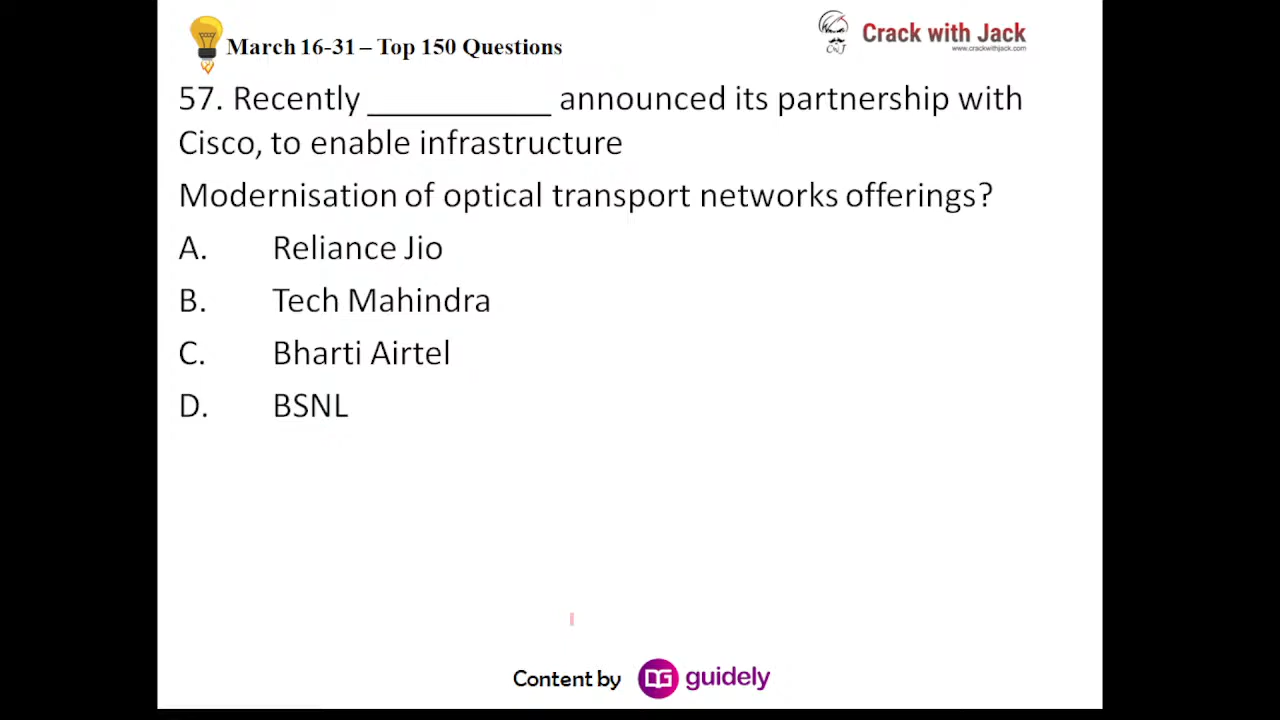 March 16-31 – Top 150 Questions
Crack with Jack
www.crackwithjack.com
CWJ
57. Recently ___________ announced its partnership with
Cisco, to enable infrastructure
Modernisation of optical transport networks offerings?
A. Reliance Jio
B. Tech Mahindra
C. Bharti Airtel
D. BSNL
Content by DG guidely